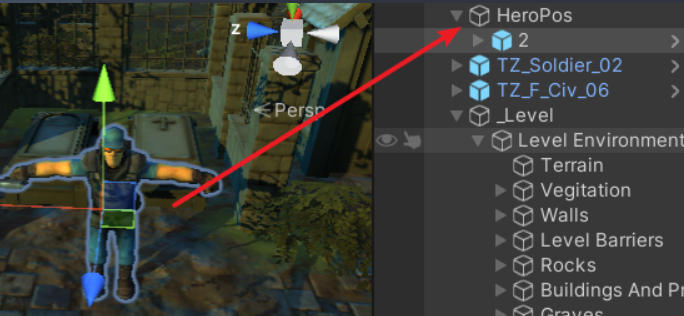 z
Persp
HeroPos
2
TZ_Soldier_02
TZ_F_Civ_06
_Level
Level Environment
Terrain
Vegitation
Walls
Level Barriers
Rocks
Buildings And Pr
Graves